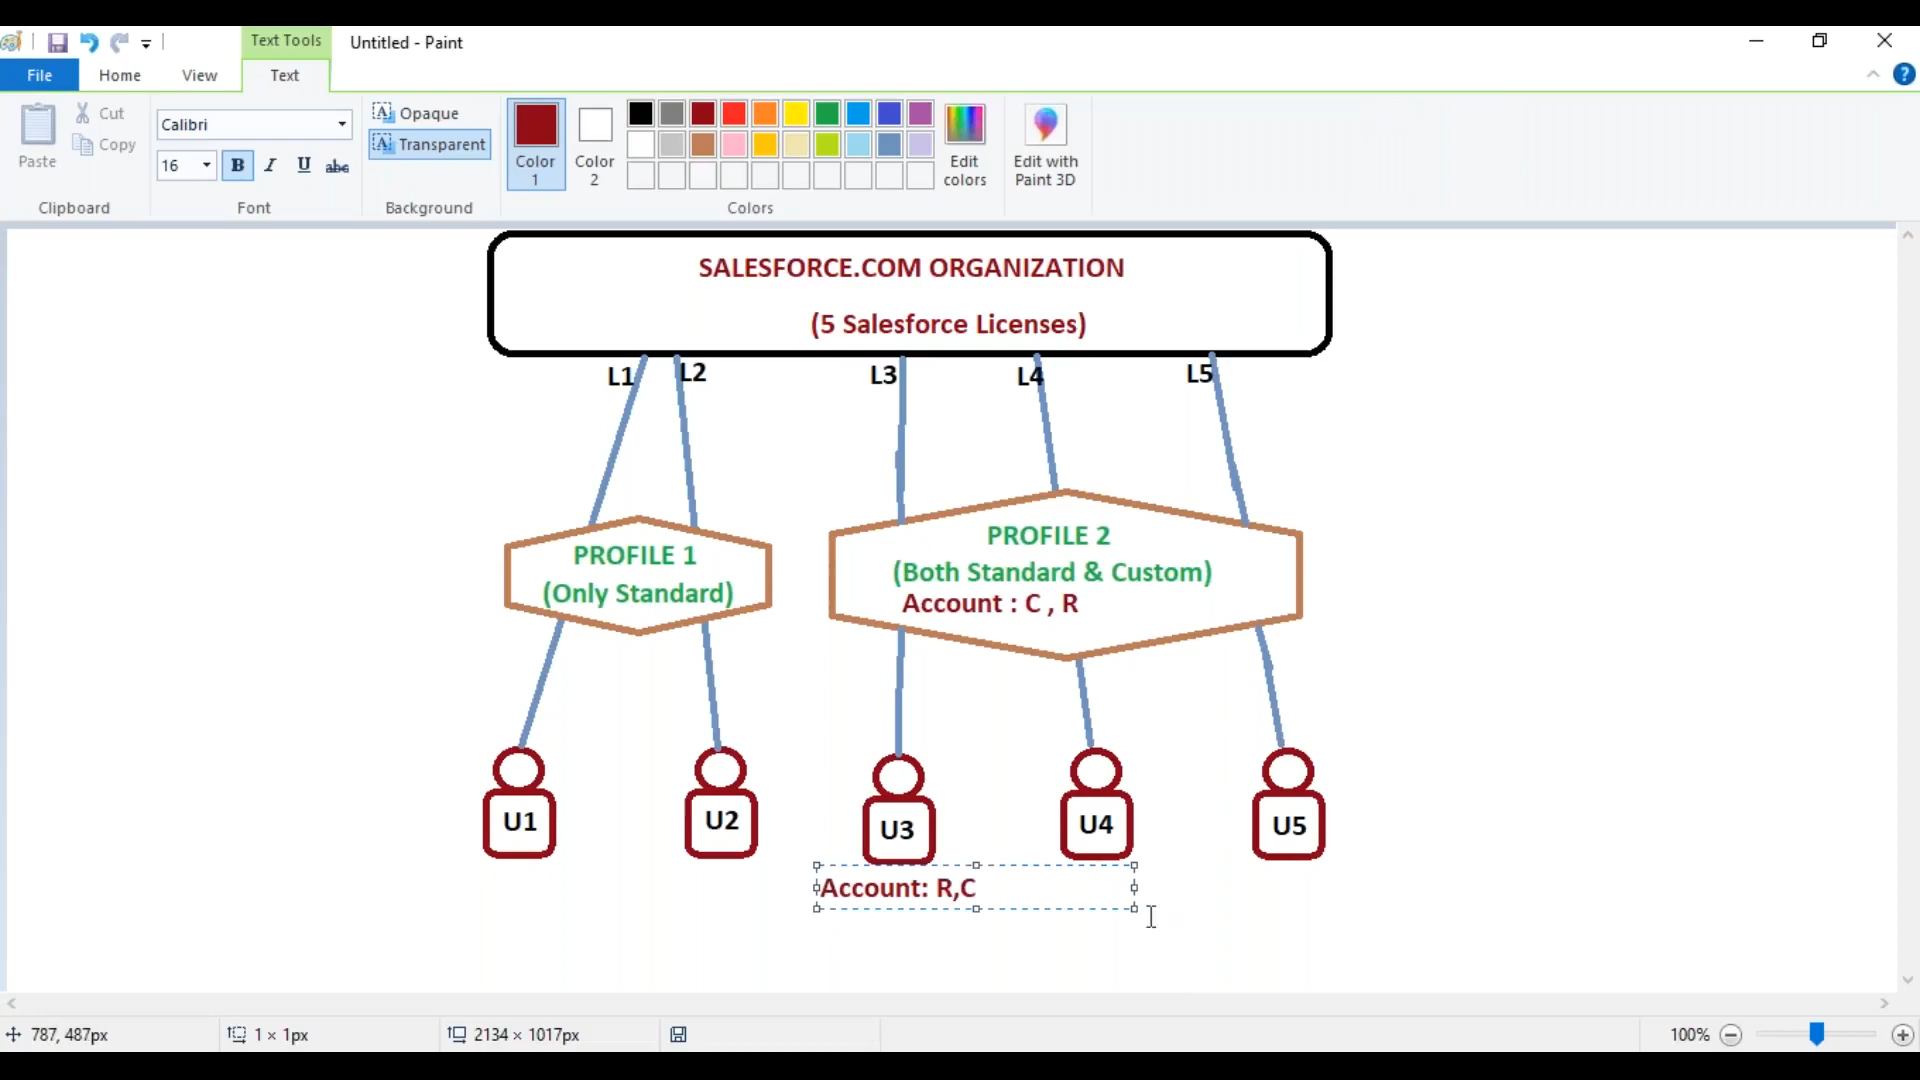 Text Tools
Untitled - Paint
File
Home
View
Text
Paste
Cut
Copy
Clipboard
Calibri
16
B
I
U
abc
Font
Opaque
Transparent
Background
Color
1
Color
2
Colors
Edit
colors
Edit with
Paint 3D
SALESFORCE.COM ORGANIZATION
(5 Salesforce Licenses)
L1
L2
L3
L4
L5
PROFILE 1
(Only Standard)
PROFILE 2
(Both Standard & Custom)
Account : C , R
U1
U2
U3
U4
U5
Account: R,C
787, 487px
1 × 1px
2134 × 1017px
100%